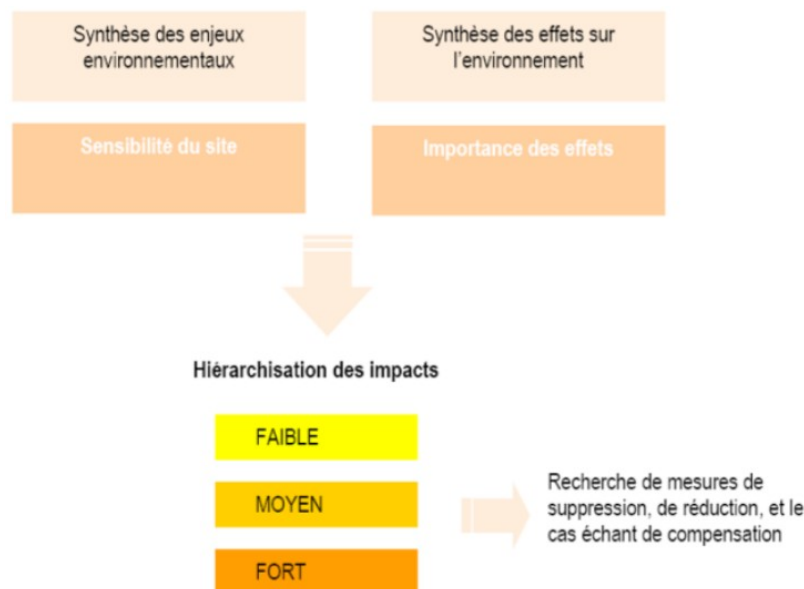 Synthèse des enjeux
environnementaux
Synthèse des effets sur
l'environnement
Sensibilité du site
Importance des effets
Hiérarchisation des impacts
FAIBLE
MOYEN
FORT
Recherche de mesures de
suppression, de réduction, et le
cas échant de compensation